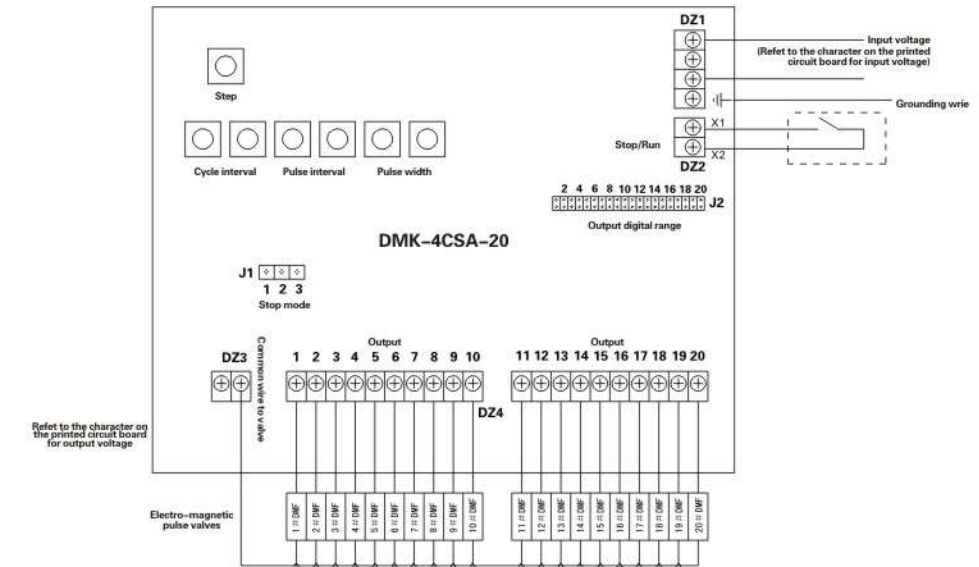 DZ1
Input voltage
(Refet to the character on the printed
circuit board for input voltage)
Grounding wrie
Step
X1
Stop/Run
X2
DZ2
Cycle interval Pulse interval Pulse width
2 4 6 8 10 12 14 16 18 20
J2
Output digital range
DMK-4CSA-20
J1
1 2 3
Stop mode
DZ3
Common wire to valve
Output
1 2 3 4 5 6 7 8 9 10
Output
11 12 13 14 15 16 17 18 19 20
DZ4
Refet to the character on
the printed circuit board
for output voltage
Electro-magnetic
pulse valves
1#DMF
2#DMF
3#DMF
4#DMF
5#DMF
6#DMF
7#DMF
8#DMF
9#DMF
10#DMF
11#DMF
12#DMF
13#DMF
14#DMF
15#DMF
16#DMF
17#DMF
18#DMF
19#DMF
20#DMF